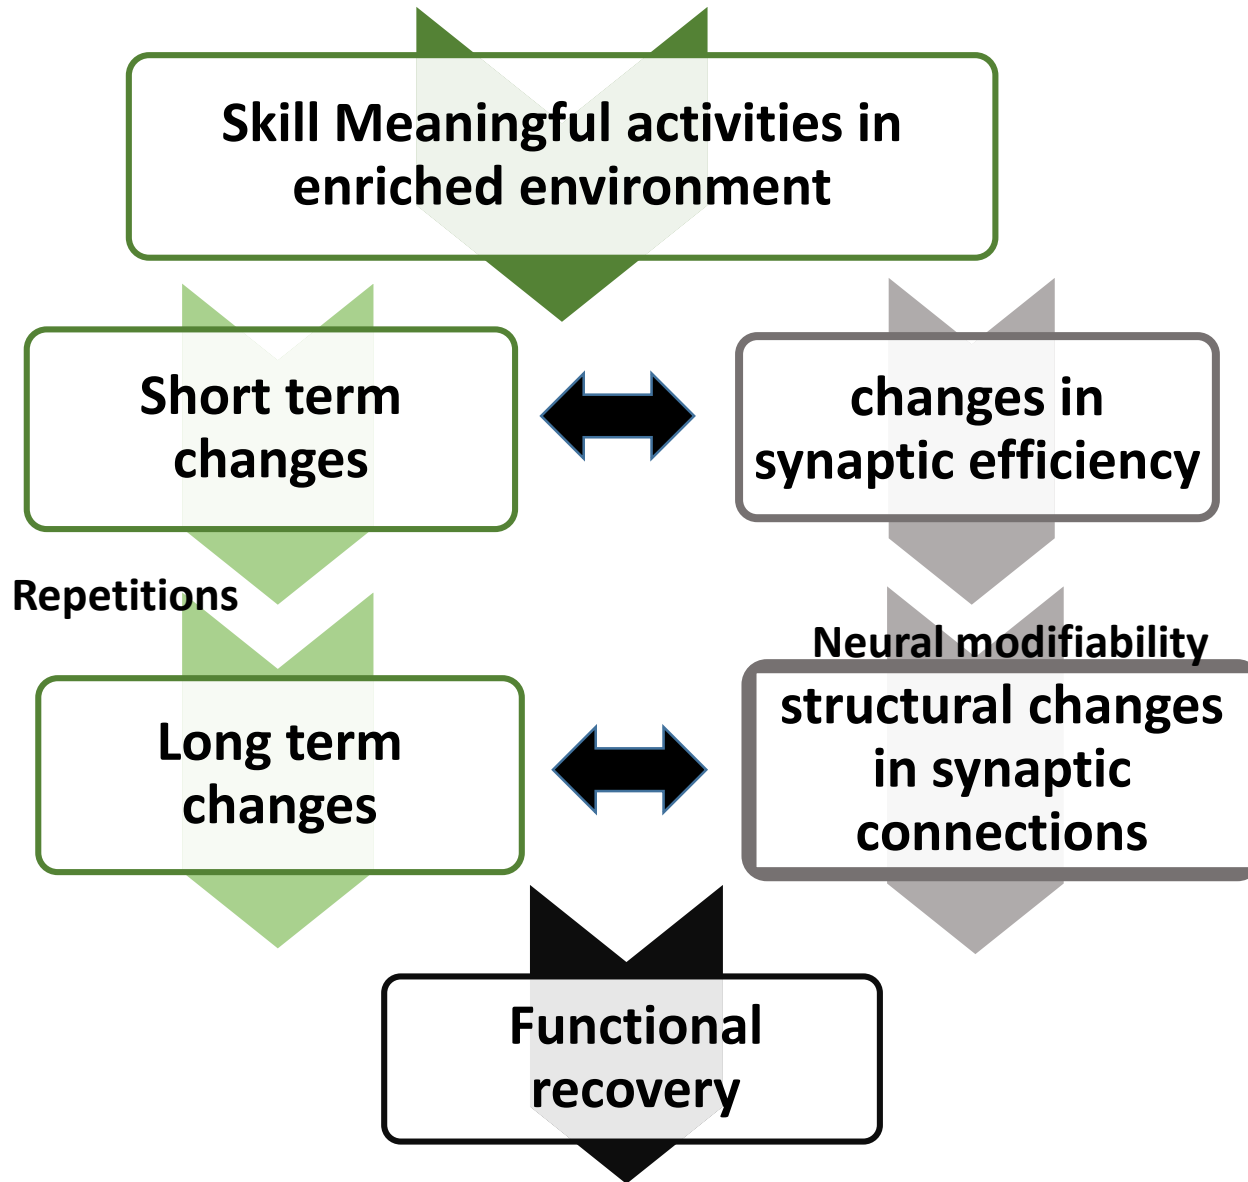 Skill Meaningful activities in
enriched environment
Short term
changes
changes in
synaptic efficiency
Repetitions
Neural modifiability
Long term
changes
structural changes
in synaptic
connections
Functional
recovery